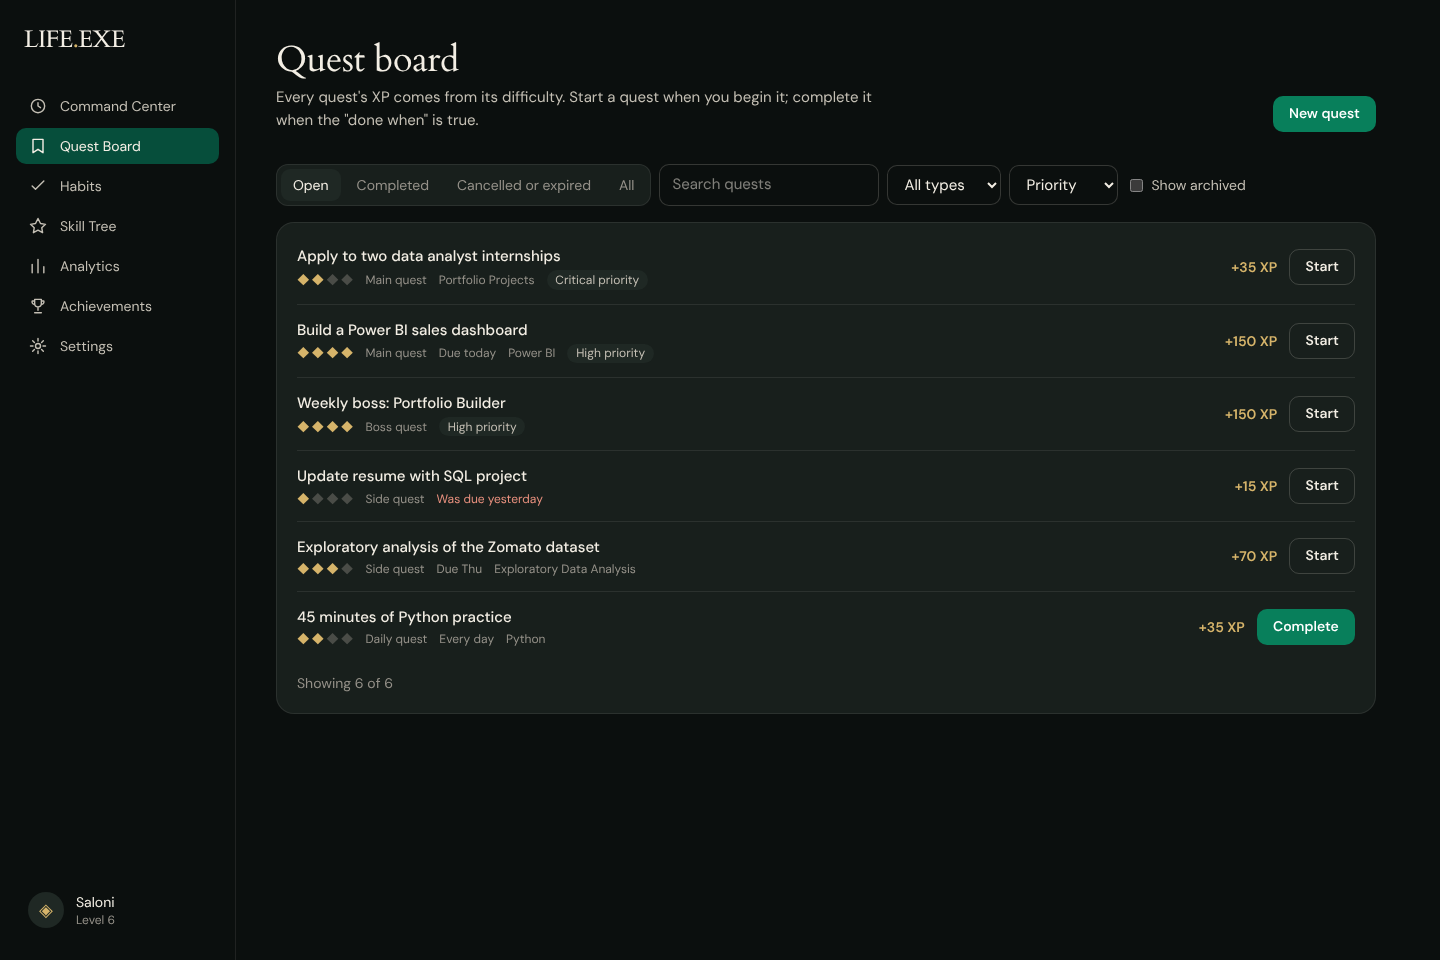 LIFE.EXE
Command Center
Quest Board
Habits
Skill Tree
Analytics
Achievements
Settings
Saloni
Level 6
Quest board
Every quest's XP comes from its difficulty. Start a quest when you begin it; complete it
when the "done when" is true.
New quest
Open Completed Cancelled or expired All Search quests All types Priority Show archived
Apply to two data analyst internships
Main quest Portfolio Projects Critical priority
+35 XP Start
Build a Power BI sales dashboard
Main quest Due today Power BI High priority
+150 XP Start
Weekly boss: Portfolio Builder
Boss quest High priority
+150 XP Start
Update resume with SQL project
Side quest Was due yesterday
+15 XP Start
Exploratory analysis of the Zomato dataset
Side quest Due Thu Exploratory Data Analysis
+70 XP Start
45 minutes of Python practice
Daily quest Every day Python
+35 XP Complete
Showing 6 of 6